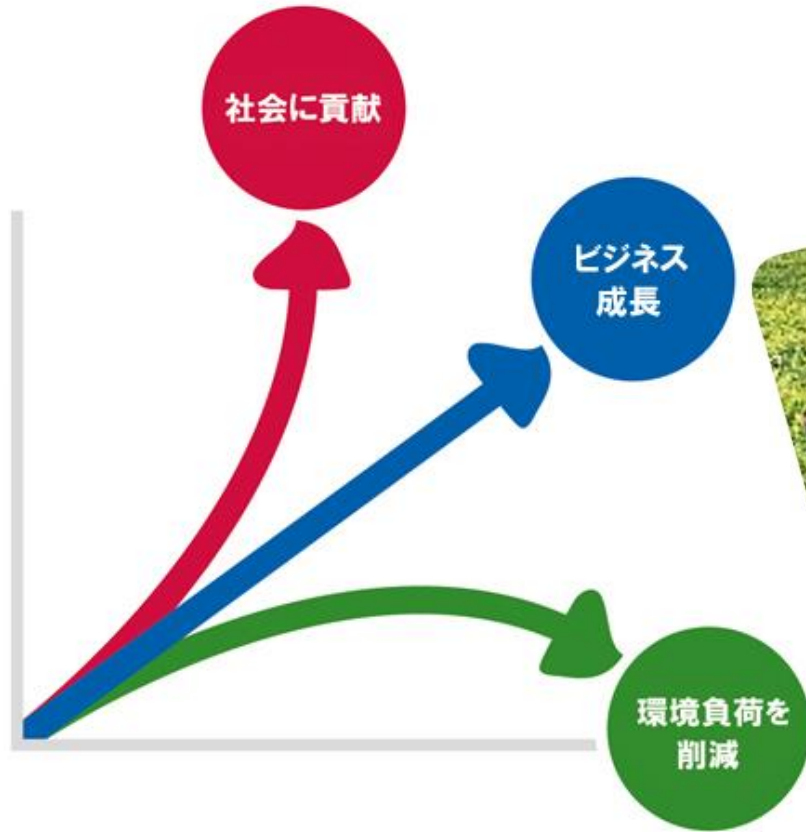 社会に貢献
ビジネス
成長
環境負荷を
削減